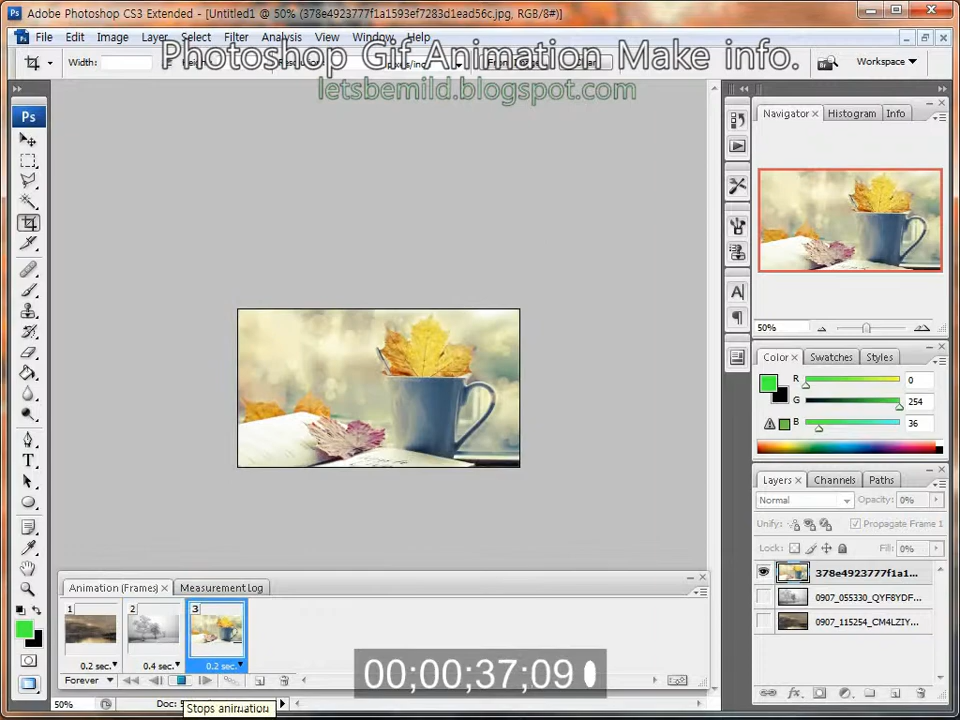 Adobe Photoshop CS3 Extended - [Untitled1 @ 50% (378e4923777f1a1593ef7283d1ead56c.jpg, RGB/8#)]
File Edit Image Layer Select Filter Analysis View Window Help
Photoshop Gif Animation Make info.
Width:
Workspace
letsbemild.blogspot.com
Ps
Navigator Histogram Info
50%
Color Swatches Styles
R 0
G 254
B 36
Layers Channels Paths
Normal Opacity: 0%
Unify: Propagate Frame 1
Lock: Fill: 0%
378e4923777f1a1...
0907_055330_QYF8YDF...
0907_115254_CM4LZIY...
Animation (Frames) Measurement Log
1 2 3
0.2 sec. 0.4 sec. 0.2 sec.
Forever
00;00;37;09
50% Doc:
Stops animation